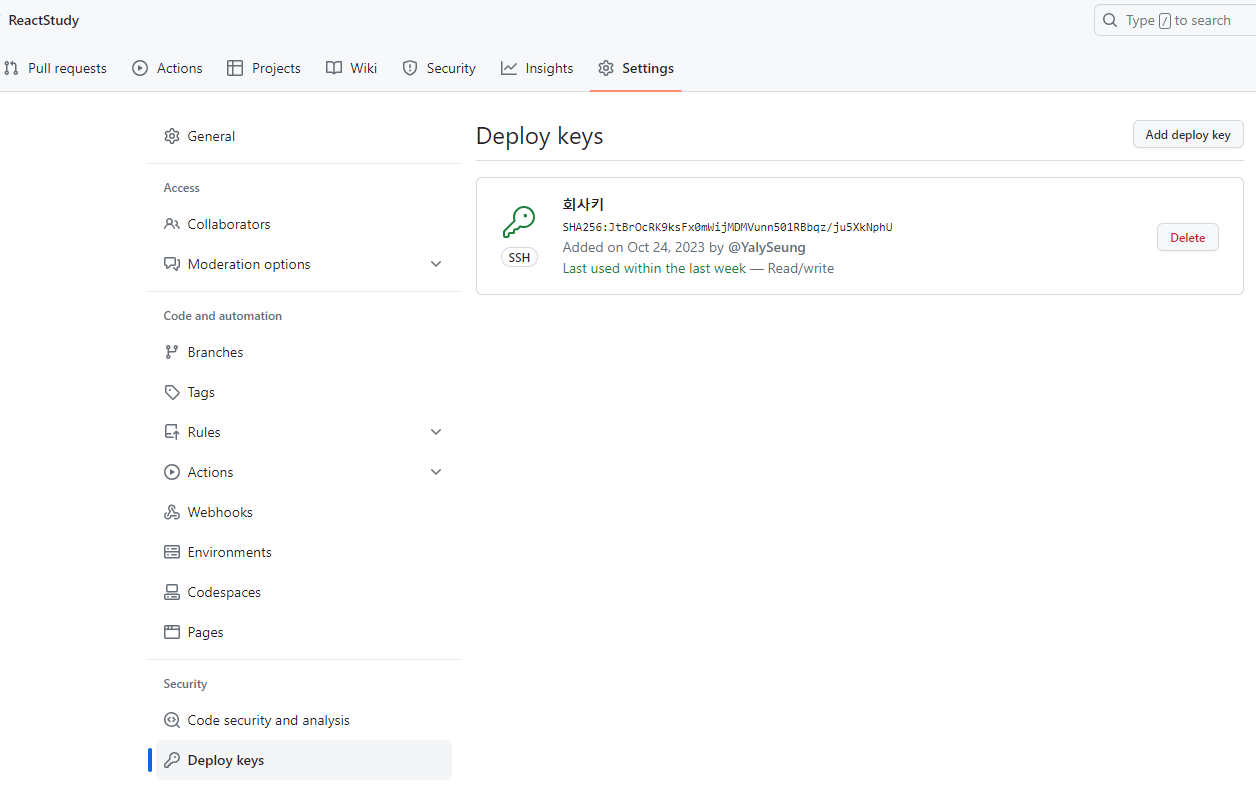 ReactStudy
Type / to search
Pull requests
Actions
Projects
Wiki
Security
Insights
Settings
General
Access
Collaborators
Moderation options
Code and automation
Branches
Tags
Rules
Actions
Webhooks
Environments
Codespaces
Pages
Security
Code security and analysis
Deploy keys
Deploy keys
Add deploy key
SSH
회사키
SHA256:JtBrOcRK9ksFx0mWijMDMVunn501RBbqz/ju5XkNphU
Added on Oct 24, 2023 by @YalySeung
Last used within the last week — Read/write
Delete